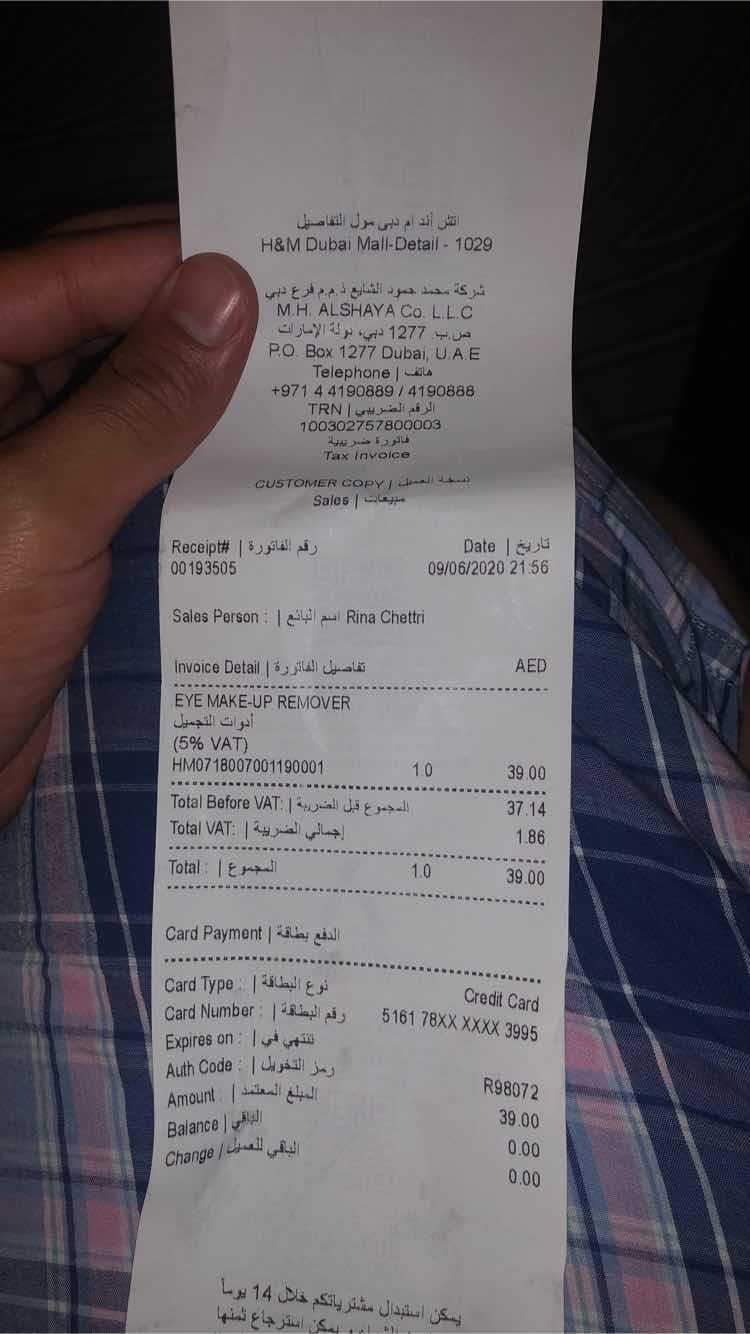 اتش أند ام دبي مول التفاصيل
H&M Dubai Mall-Detail - 1029
شركة محمد حمود الشايع ذ.م.م فرع دبي
M.H. ALSHAYA Co. L.L.C
ص.ب. 1277 دبي، دولة الإمارات
P.O. Box 1277 Dubai, U.A.E
Telephone | هاتف
+971 4 4190889 / 4190888
TRN | الرقم الضريبي
100302757800003
فاتورة ضريبية
Tax Invoice
CUSTOMER COPY | نسخة العميل
Sales | مبيعات
Receipt# | رقم الفاتورة Date | تاريخ
00193505 09/06/2020 21:56
Sales Person : | اسم البائع Rina Chettri
Invoice Detail | تفاصيل الفاتورة AED
EYE MAKE-UP REMOVER
أدوات التجميل
(5% VAT)
HM0718007001190001 1.0 39.00
Total Before VAT: | المجموع قبل الضريبة 37.14
Total VAT: | إجمالي الضريبة 1.86
Total : | المجموع 1.0 39.00
Card Payment | الدفع بطاقة
Card Type : | نوع البطاقة Credit Card
Card Number : | رقم البطاقة 5161 78XX XXXX 3995
Expires on : | تنتهي في
Auth Code : | رمز التخويل R98072
Amount : | المبلغ المعتمد 39.00
Balance | الباقي 0.00
Change / الباقي للعميل 0.00
يمكن استبدال مشترياتكم خلال 14 يوماً
يمكن استرجاع ثمنها